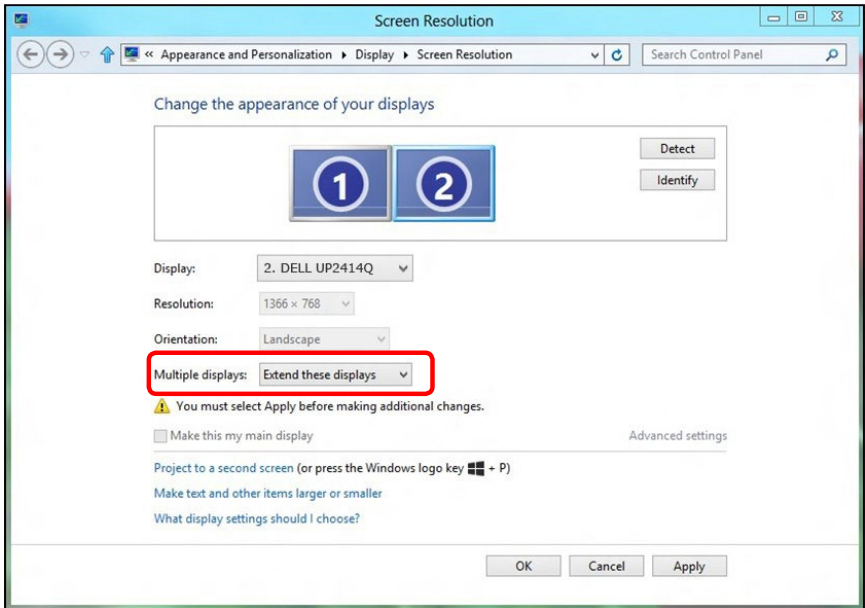 Screen Resolution
« Appearance and Personalization ▸ Display ▸ Screen Resolution
Search Control Panel
Change the appearance of your displays
1 2
Detect
Identify
Display: 2. DELL UP2414Q
Resolution: 1366 × 768
Orientation: Landscape
Multiple displays: Extend these displays
You must select Apply before making additional changes.
Make this my main display Advanced settings
Project to a second screen (or press the Windows logo key + P)
Make text and other items larger or smaller
What display settings should I choose?
OK Cancel Apply